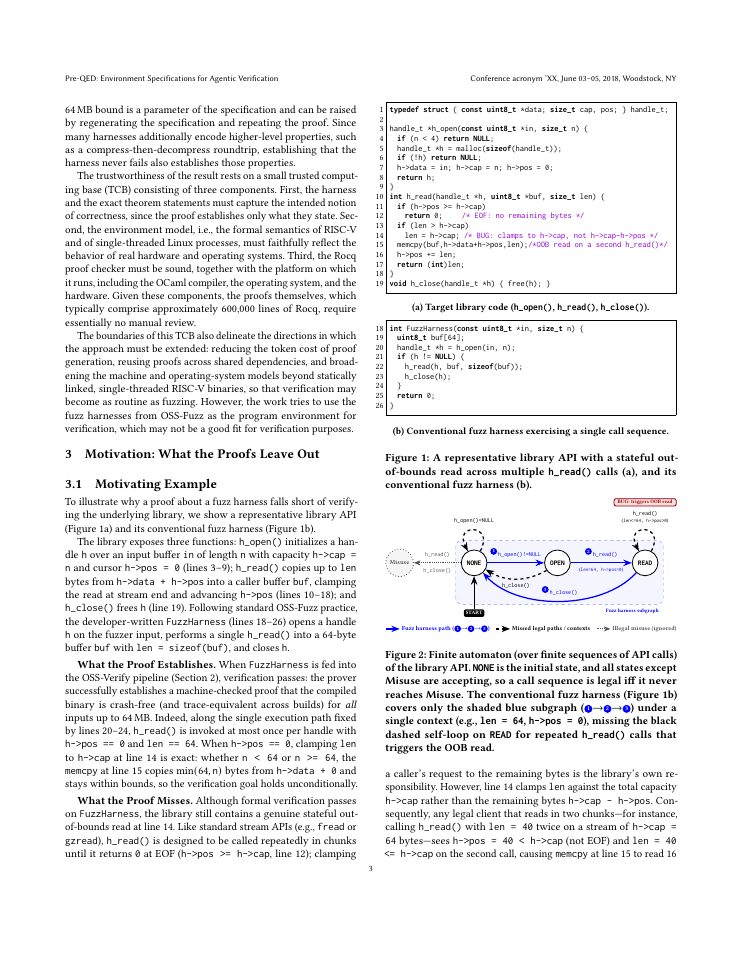 Pre-QED: Environment Specifications for Agentic Verification
Conference acronym 'XX, June 03–05, 2018, Woodstock, NY
64 MB bound is a parameter of the specification and can be raised
by regenerating the specification and repeating the proof. Since
many harnesses additionally encode higher-level properties, such
as a compress-then-decompress roundtrip, establishing that the
harness never fails also establishes those properties.
The trustworthiness of the result rests on a small trusted comput-
ing base (TCB) consisting of three components. First, the harness
and the exact theorem statements must capture the intended notion
of correctness, since the proof establishes only what they state. Sec-
ond, the environment model, i.e., the formal semantics of RISC-V
and of single-threaded Linux processes, must faithfully reflect the
behavior of real hardware and operating systems. Third, the Rocq
proof checker must be sound, together with the platform on which
it runs, including the OCaml compiler, the operating system, and the
hardware. Given these components, the proofs themselves, which
typically comprise approximately 600,000 lines of Rocq, require
essentially no manual review.
The boundaries of this TCB also delineate the directions in which
the approach must be extended: reducing the token cost of proof
generation, reusing proofs across shared dependencies, and broad-
ening the machine and operating-system models beyond statically
linked, single-threaded RISC-V binaries, so that verification may
become as routine as fuzzing. However, the work tries to use the
fuzz harnesses from OSS-Fuzz as the program environment for
verification, which may not be a good fit for verification purposes.
3 Motivation: What the Proofs Leave Out
3.1 Motivating Example
To illustrate why a proof about a fuzz harness falls short of verify-
ing the underlying library, we show a representative library API
(Figure 1a) and its conventional fuzz harness (Figure 1b).
The library exposes three functions: h_open() initializes a han-
dle h over an input buffer in of length n with capacity h->cap =
n and cursor h->pos = 0 (lines 3–9); h_read() copies up to len
bytes from h->data + h->pos into a caller buffer buf, clamping
the read at stream end and advancing h->pos (lines 10–18); and
h_close() frees h (line 19). Following standard OSS-Fuzz practice,
the developer-written FuzzHarness (lines 18–26) opens a handle
h on the fuzzer input, performs a single h_read() into a 64-byte
buffer buf with len = sizeof(buf), and closes h.
What the Proof Establishes. When FuzzHarness is fed into
the OSS-Verify pipeline (Section 2), verification passes: the prover
successfully establishes a machine-checked proof that the compiled
binary is crash-free (and trace-equivalent across builds) for all
inputs up to 64 MB. Indeed, along the single execution path fixed
by lines 20–24, h_read() is invoked at most once per handle with
h->pos == 0 and len == 64. When h->pos == 0, clamping len
to h->cap at line 14 is exact: whether n < 64 or n >= 64, the
memcpy at line 15 copies min(64, n) bytes from h->data + 0 and
stays within bounds, so the verification goal holds unconditionally.
What the Proof Misses. Although formal verification passes
on FuzzHarness, the library still contains a genuine stateful out-
of-bounds read at line 14. Like standard stream APIs (e.g., fread or
gzread), h_read() is designed to be called repeatedly in chunks
until it returns 0 at EOF (h->pos >= h->cap, line 12); clamping
1 typedef struct { const uint8_t *data; size_t cap, pos; } handle_t;
2
3 handle_t *h_open(const uint8_t *in, size_t n) {
4 if (n < 4) return NULL;
5 handle_t *h = malloc(sizeof(handle_t));
6 if (!h) return NULL;
7 h->data = in; h->cap = n; h->pos = 0;
8 return h;
9 }
10 int h_read(handle_t *h, uint8_t *buf, size_t len) {
11 if (h->pos >= h->cap)
12 return 0; /* EOF: no remaining bytes */
13 if (len > h->cap)
14 len = h->cap; /* BUG: clamps to h->cap, not h->cap-h->pos */
15 memcpy(buf,h->data+h->pos,len);/*OOB read on a second h_read()*/
16 h->pos += len;
17 return (int)len;
18 }
19 void h_close(handle_t *h) { free(h); }
(a) Target library code (h_open(), h_read(), h_close()).
18 int FuzzHarness(const uint8_t *in, size_t n) {
19 uint8_t buf[64];
20 handle_t *h = h_open(in, n);
21 if (h != NULL) {
22 h_read(h, buf, sizeof(buf));
23 h_close(h);
24 }
25 return 0;
26 }
(b) Conventional fuzz harness exercising a single call sequence.
Figure 1: A representative library API with a stateful out-
of-bounds read across multiple h_read() calls (a), and its
conventional fuzz harness (b).
BUG: triggers OOB read
h_open()=NULL
h_read()
(len<=64, h->pos>0)
Misuse
h_read()
h_close()
NONE
1 h_open()!=NULL
OPEN
2 h_read()
(len=64, h->pos=0)
READ
h_close()
3 h_close()
START
Fuzz harness subgraph
Fuzz harness path (1→2→3)
Missed legal paths / contexts
Illegal misuse (ignored)
Figure 2: Finite automaton (over finite sequences of API calls)
of the library API. NONE is the initial state, and all states except
Misuse are accepting, so a call sequence is legal iff it never
reaches Misuse. The conventional fuzz harness (Figure 1b)
covers only the shaded blue subgraph (1→2→3) under a
single context (e.g., len = 64, h->pos = 0), missing the black
dashed self-loop on READ for repeated h_read() calls that
triggers the OOB read.
a caller's request to the remaining bytes is the library's own re-
sponsibility. However, line 14 clamps len against the total capacity
h->cap rather than the remaining bytes h->cap - h->pos. Con-
sequently, any legal client that reads in two chunks—for instance,
calling h_read() with len = 40 twice on a stream of h->cap =
64 bytes—sees h->pos = 40 < h->cap (not EOF) and len = 40
<= h->cap on the second call, causing memcpy at line 15 to read 16
3